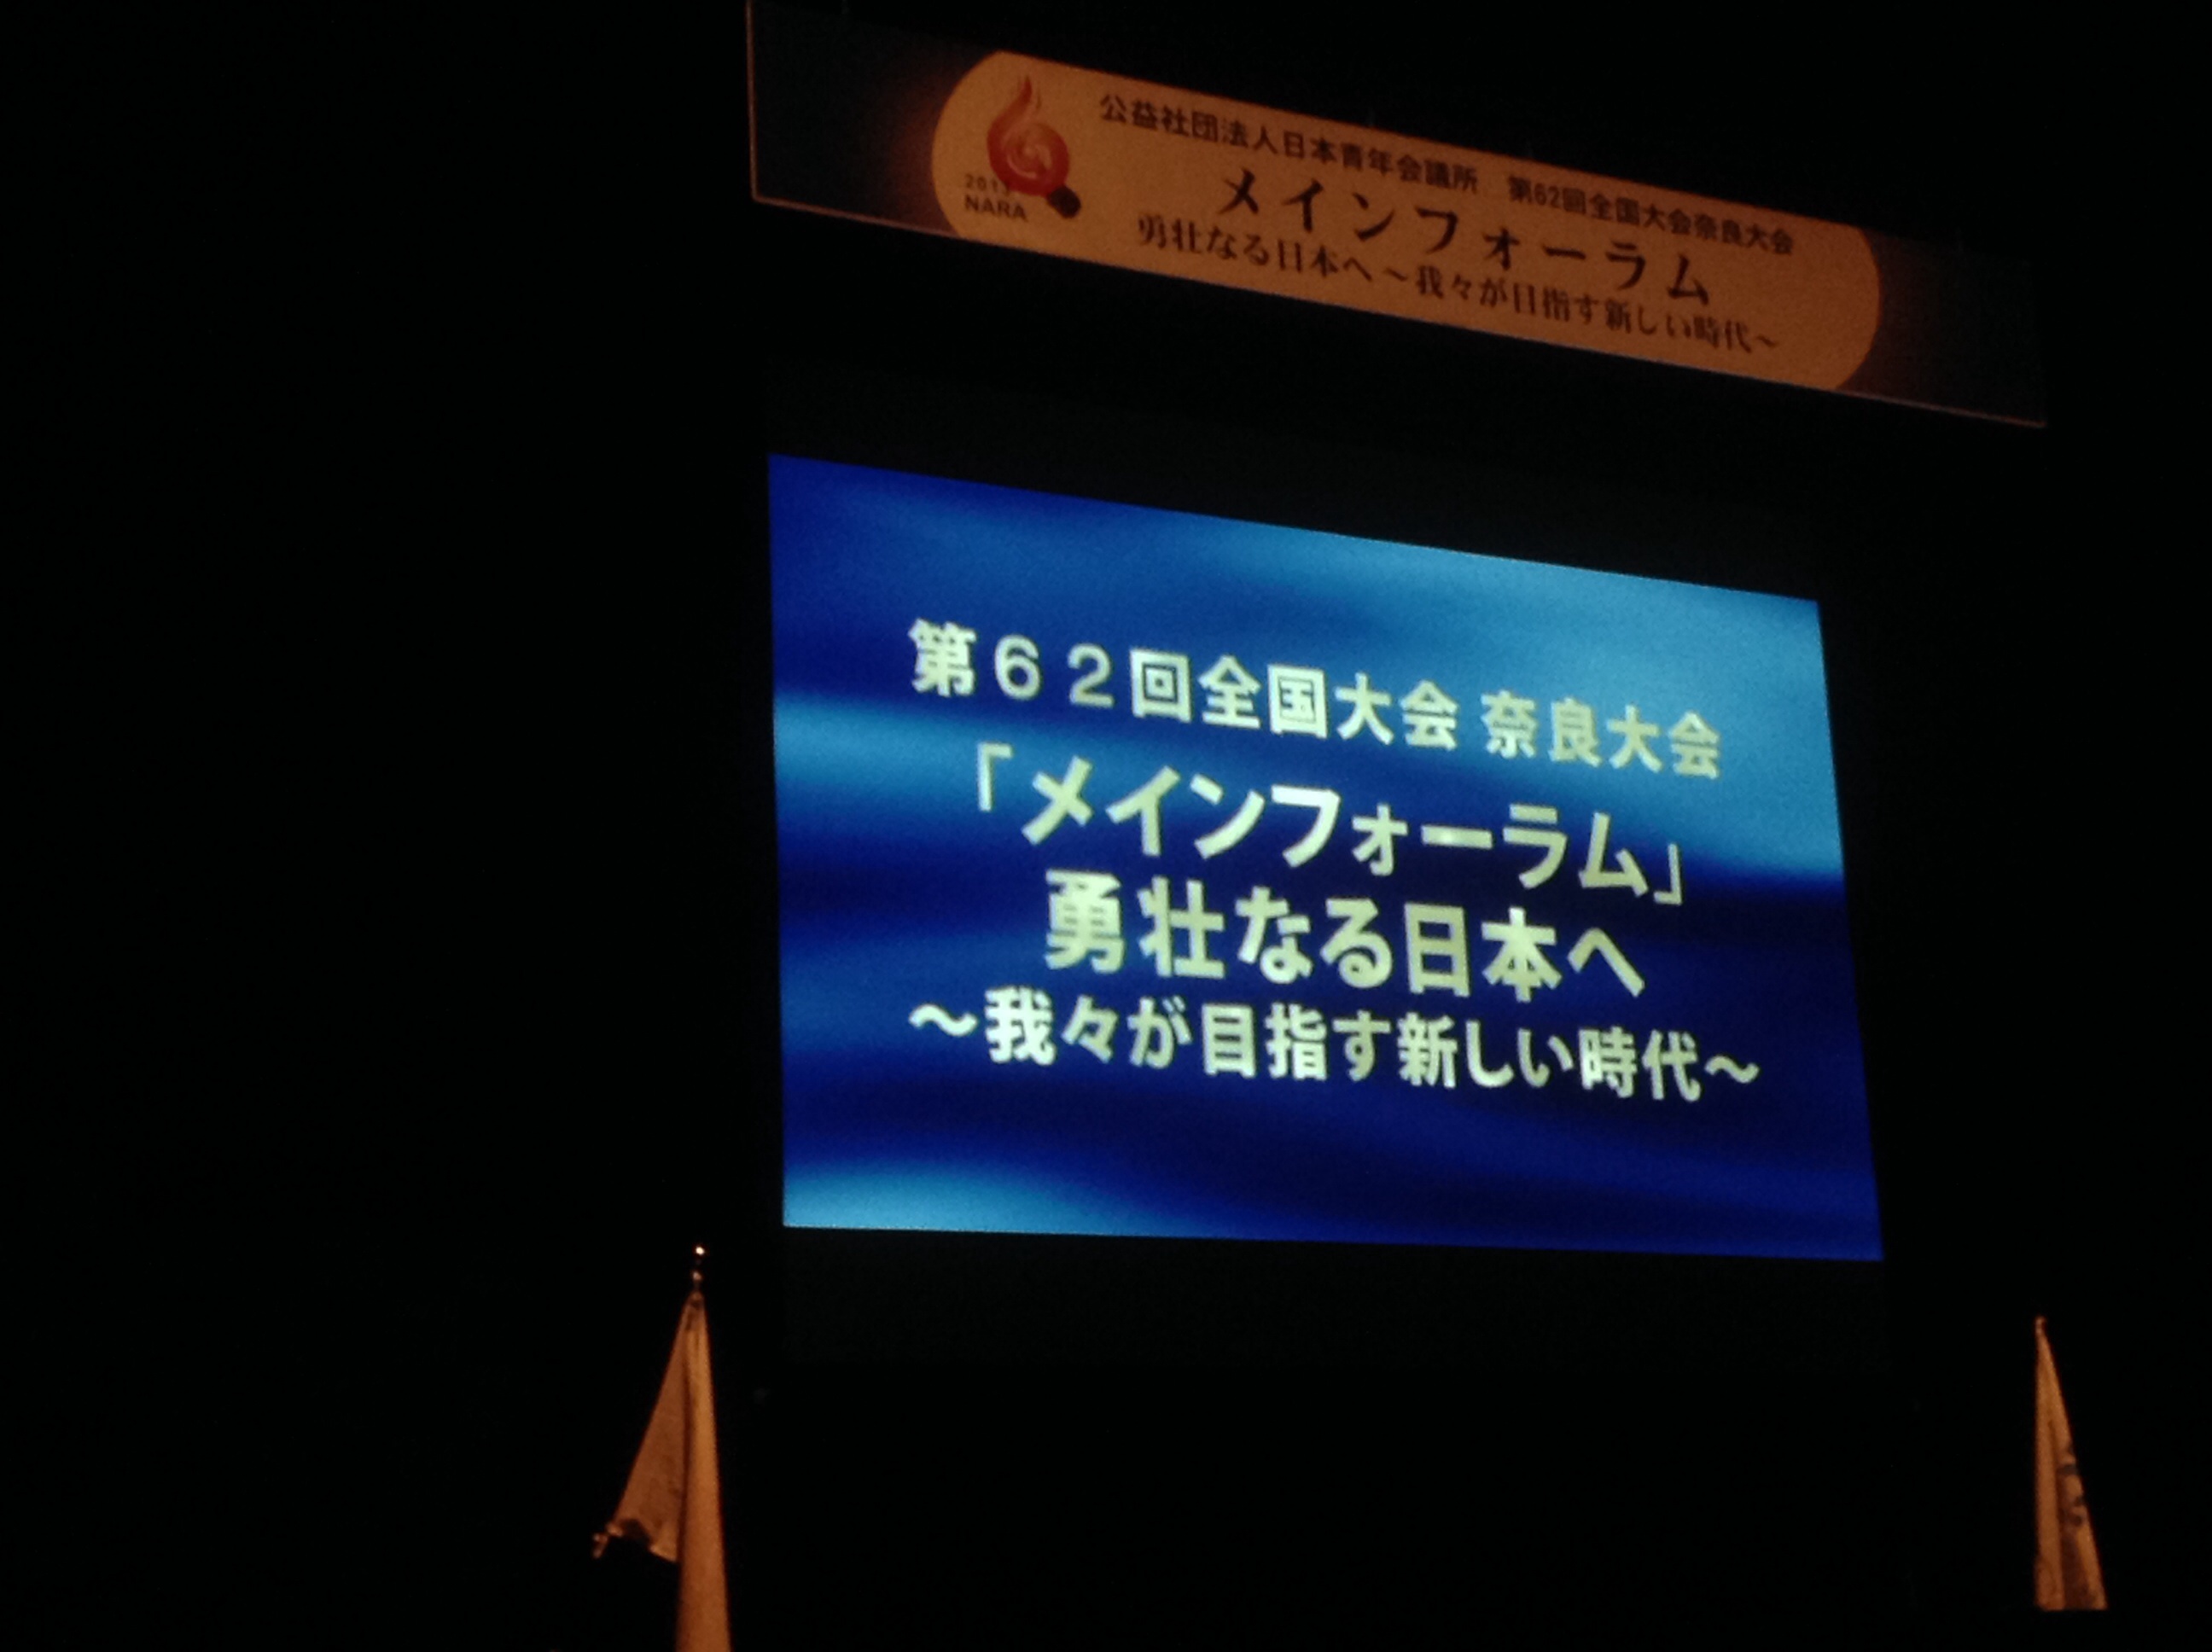 公益社団法人日本青年会議所 第62回全国大会奈良大会
メインフォーラム
勇壮なる日本へ～我々が目指す新しい時代～
NARA
第６２回全国大会 奈良大会
「メインフォーラム」
勇壮なる日本へ
～我々が目指す新しい時代～